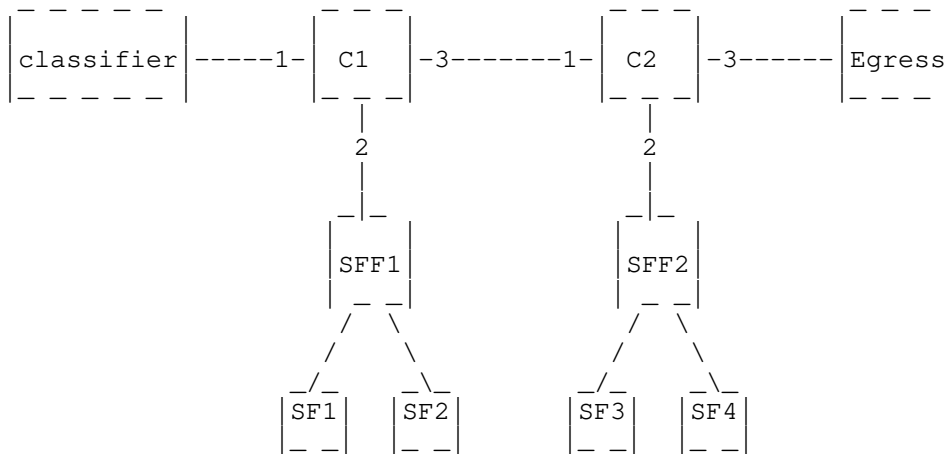 classifier -----1- C1 -3-------1- C2 -3------ Egress
2 2
SFF1 SFF2
SF1 SF2 SF3 SF4